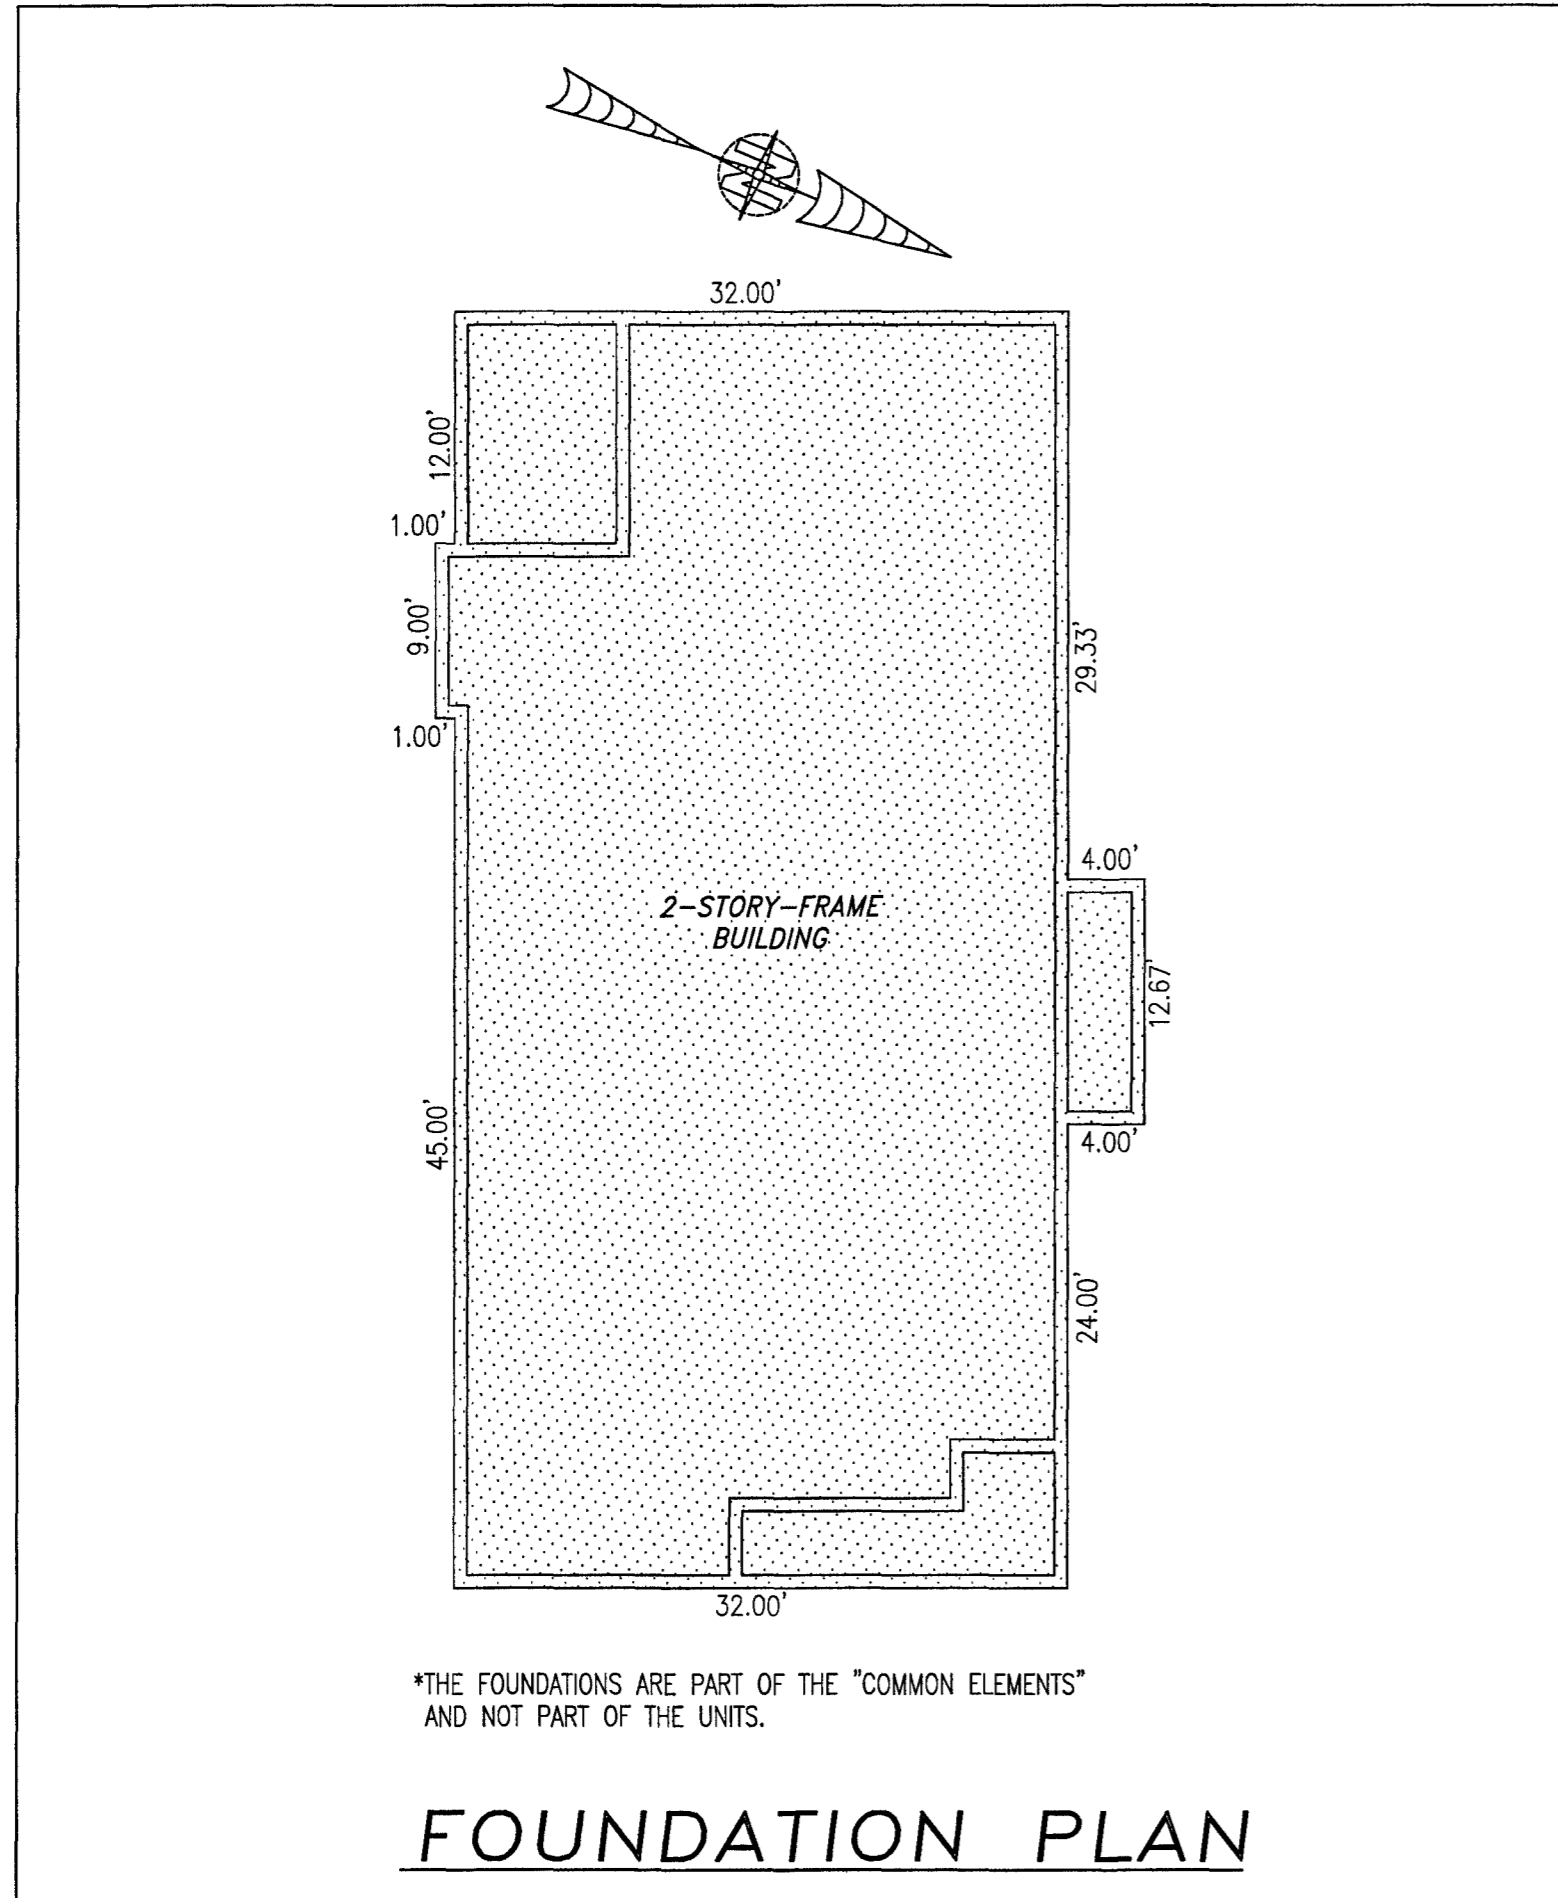 N
32.00'
12.00'
1.00'
9.00'
29.33'
1.00'
4.00'
2-STORY-FRAME
BUILDING
12.67'
45.00'
4.00'
24.00'
32.00'
*THE FOUNDATIONS ARE PART OF THE "COMMON ELEMENTS"
AND NOT PART OF THE UNITS.
FOUNDATION PLAN